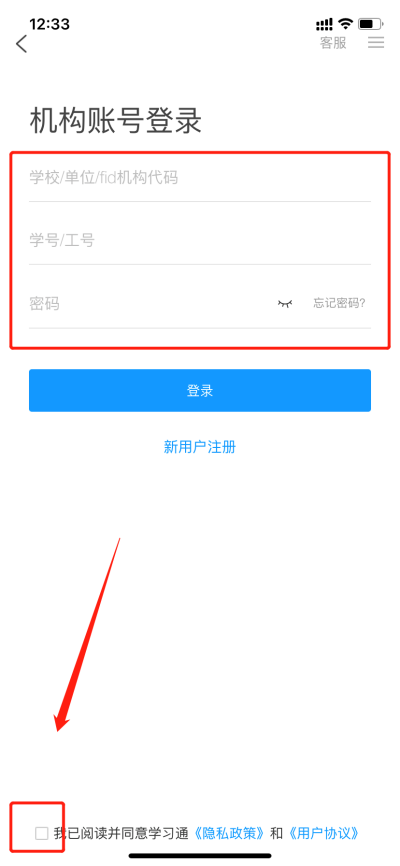 12:33
客服
机构账号登录
学校/单位/fid机构代码
学号/工号
密码
忘记密码?
登录
新用户注册
我已阅读并同意学习通《隐私政策》和《用户协议》